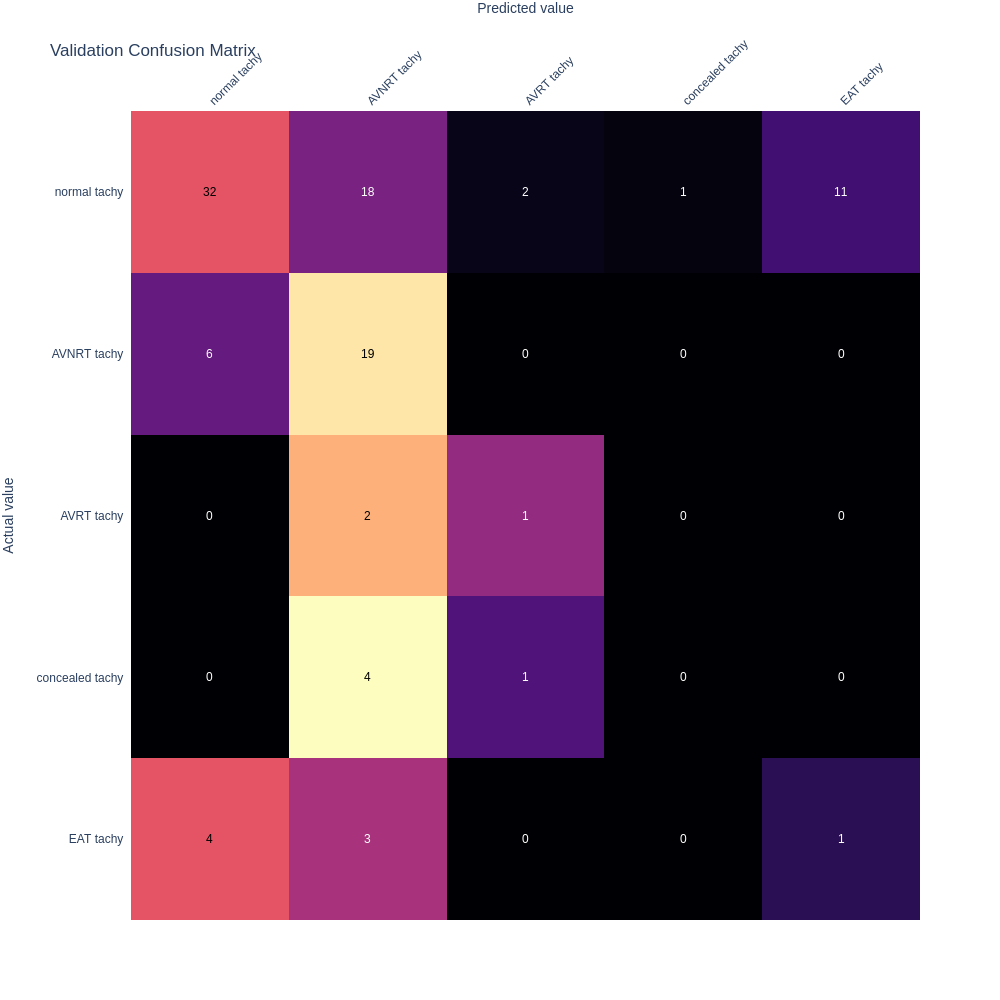 Predicted value
Validation Confusion Matrix
normal tachy
AVNRT tachy
AVRT tachy
concealed tachy
EAT tachy
Actual value
normal tachy 32 18 2 1 11
AVNRT tachy 6 19 0 0 0
AVRT tachy 0 2 1 0 0
concealed tachy 0 4 1 0 0
EAT tachy 4 3 0 0 1